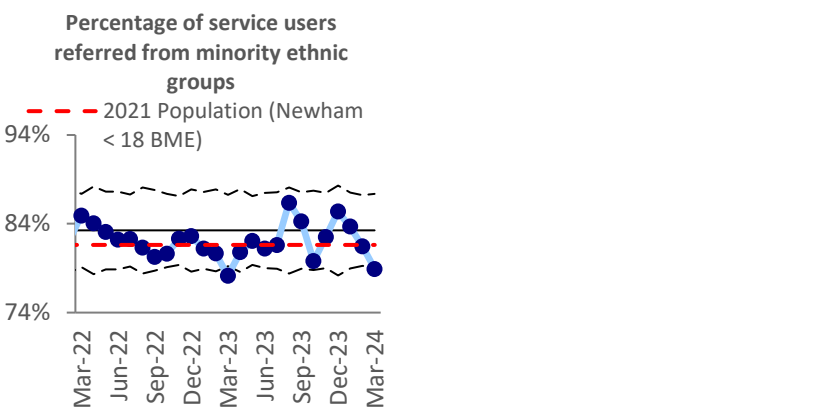 Percentage of service users
referred from minority ethnic
groups
2021 Population (Newham
< 18 BME)
94%
84%
74%
Mar-22
Jun-22
Sep-22
Dec-22
Mar-23
Jun-23
Sep-23
Dec-23
Mar-24